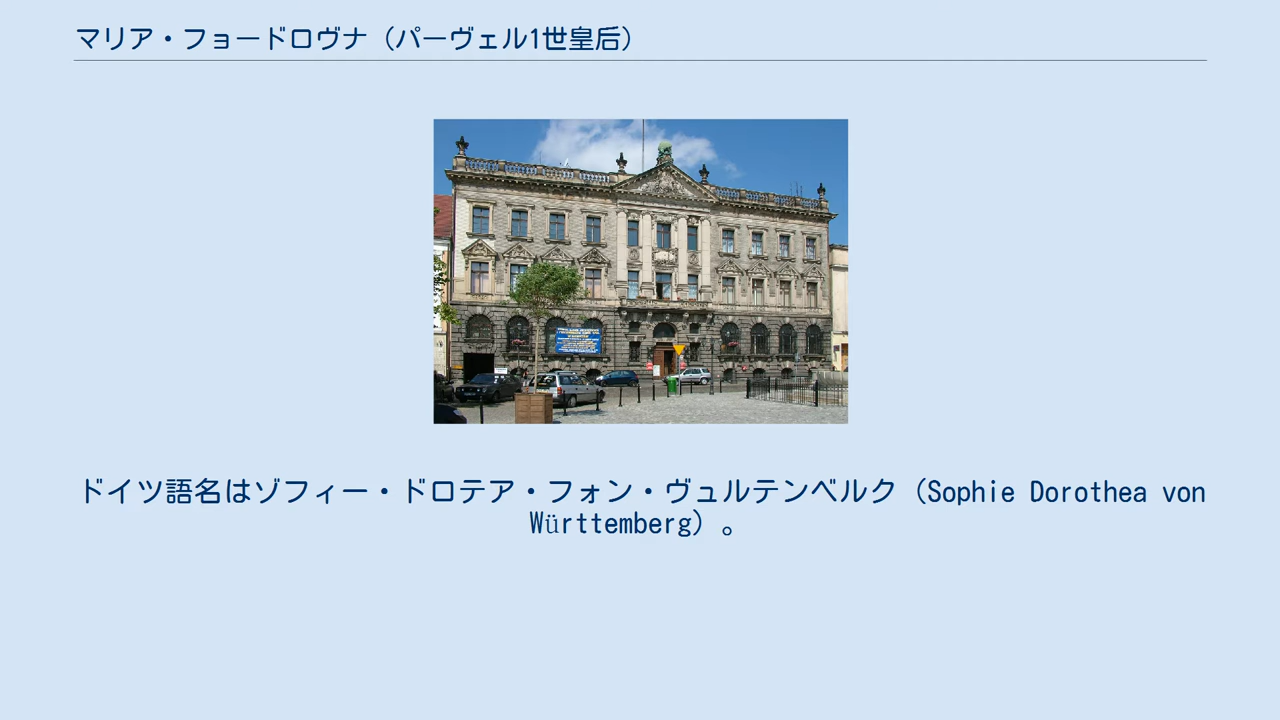 マリア・フョードロヴナ（パーヴェル1世皇后）
ドイツ語名はゾフィー・ドロテア・フォン・ヴュルテンベルク（Sophie Dorothea von
Württemberg）。